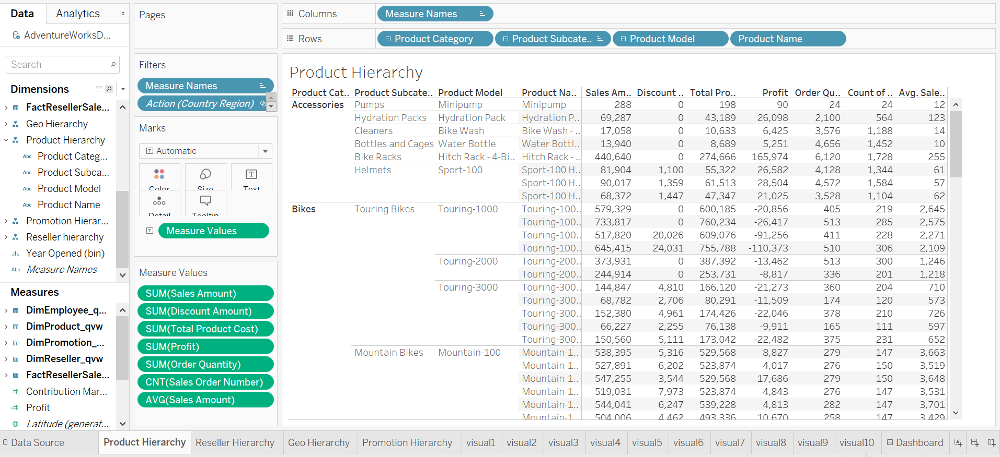 Data
Analytics
AdventureWorksD...
Search
Dimensions
FactResellerSale...
Geo Hierarchy
Product Hierarchy
Abc Product Categ...
Abc Product Subca...
Abc Product Model
Abc Product Name
Promotion Hierar...
Reseller hierarchy
Year Opened (bin)
Abc Measure Names
Measures
DimEmployee_q...
DimProduct_qvw
DimPromotion_...
DimReseller_qvw
FactResellerSale...
Contribution Mar...
Profit
Latitude (generat...
Pages
Filters
Measure Names
Action (Country Region)
Marks
T Automatic
Color
Size
T Text
Detail
Tooltip
T Measure Values
Measure Values
SUM(Sales Amount)
SUM(Discount Amount)
SUM(Total Product Cost)
SUM(Profit)
SUM(Order Quantity)
CNT(Sales Order Number)
AVG(Sales Amount)
Columns
Measure Names
Rows
Product Category
Product Subcate..
Product Model
Product Name
Product Hierarchy
Product Cat.. Product Subcate.. Product Model Product Na.. Sales Am.. Discount .. Total Pro.. Profit Order Qu.. Count of .. Avg. Sale..
Accessories Pumps Minipump Minipump 288 0 198 90 24 24 12
Hydration Packs Hydration Pack Hydration P.. 69,287 0 43,189 26,098 2,100 564 123
Cleaners Bike Wash Bike Wash - .. 17,058 0 10,633 6,425 3,576 1,188 14
Bottles and Cages Water Bottle Water Bottl.. 13,940 0 8,689 5,251 4,656 1,452 10
Bike Racks Hitch Rack - 4-Bi.. Hitch Rack - .. 440,640 0 274,666 165,974 6,120 1,728 255
Helmets Sport-100 Sport-100 H.. 81,904 1,100 55,322 26,582 4,128 1,344 61
Sport-100 H.. 90,017 1,359 61,513 28,504 4,572 1,584 57
Sport-100 H.. 68,372 1,447 47,347 21,025 3,528 1,104 62
Bikes Touring Bikes Touring-1000 Touring-100.. 579,329 0 600,185 -20,856 405 219 2,645
Touring-100.. 733,817 0 760,234 -26,417 513 285 2,575
Touring-100.. 517,820 20,026 609,076 -91,256 411 228 2,271
Touring-100.. 645,415 24,031 755,788 -110,373 510 306 2,109
Touring-2000 Touring-200.. 373,931 0 387,392 -13,462 513 300 1,246
Touring-200.. 244,914 0 253,731 -8,817 336 201 1,218
Touring-3000 Touring-300.. 144,847 4,810 166,120 -21,273 360 204 710
Touring-300.. 68,782 2,706 80,291 -11,509 174 120 573
Touring-300.. 152,380 4,961 174,426 -22,046 378 210 726
Touring-300.. 66,227 2,255 76,138 -9,911 165 111 597
Touring-300.. 150,560 5,111 173,042 -22,482 375 231 652
Mountain Bikes Mountain-100 Mountain-1.. 538,395 5,316 529,568 8,827 279 147 3,663
Mountain-1.. 527,891 6,202 523,874 4,017 276 150 3,519
Mountain-1.. 547,255 3,544 529,568 17,686 279 150 3,648
Mountain-1.. 519,031 7,973 523,874 -4,843 276 147 3,531
Mountain-1.. 544,041 6,247 539,228 4,813 282 147 3,701
Mountain-1 504,006 4,462 493,336 10,670 258 147 3,429
Data Source
Product Hierarchy
Reseller Hierarchy
Geo Hierarchy
Promotion Hierarchy
visual1
visual2
visual3
visual4
visual5
visual6
visual7
visual8
visual9
visual10
Dashboard